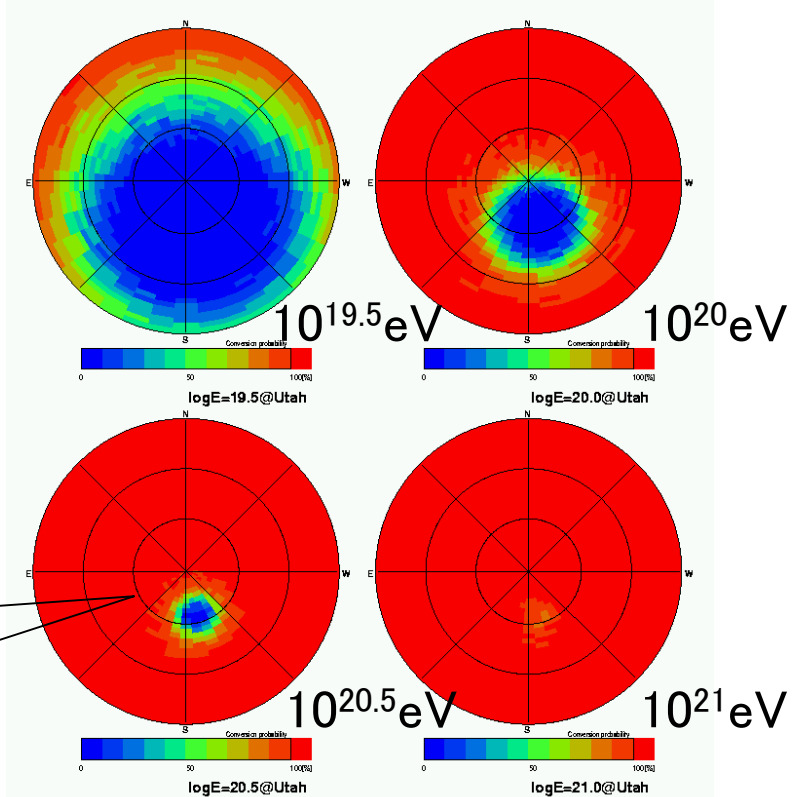 N
N
E
W
E
W
S
S
10^19.5eV
10^20eV
Conversion probability
Conversion probability
0 50 100[%]
0 50 100[%]
logE=19.5@Utah
logE=20.0@Utah
N
N
E
W
E
W
S
S
10^20.5eV
10^21eV
Conversion probability
Conversion probability
0 50 100[%]
0 50 100[%]
logE=20.5@Utah
logE=21.0@Utah